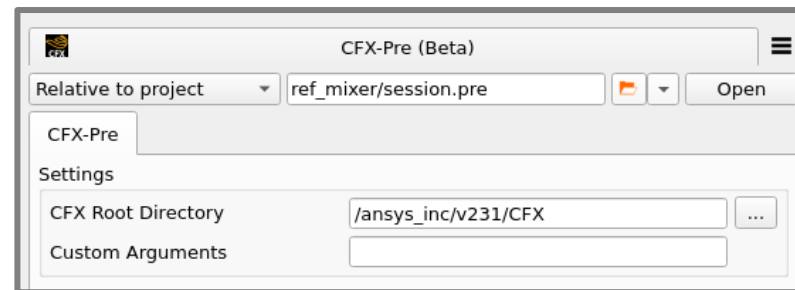 CFX
CFX-Pre (Beta)
Relative to project ref_mixer/session.pre Open
CFX-Pre
Settings
CFX Root Directory /ansys_inc/v231/CFX ...
Custom Arguments